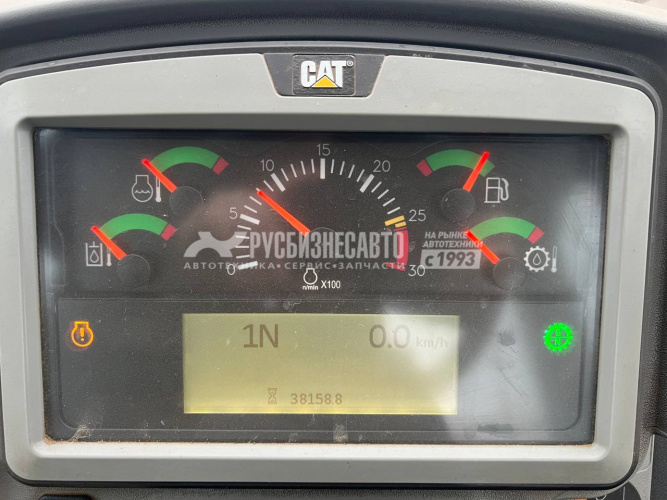 CAT®
0
5
10
15
20
25
30
n/min X100
РУСБИЗНЕСАВТО
АВТОТЕХНИКА•СЕРВИС•ЗАПЧАСТИ
НА РЫНКЕ
АВТОТЕХНИКИ
с 1993
1N 0.0 km/h
38158.8